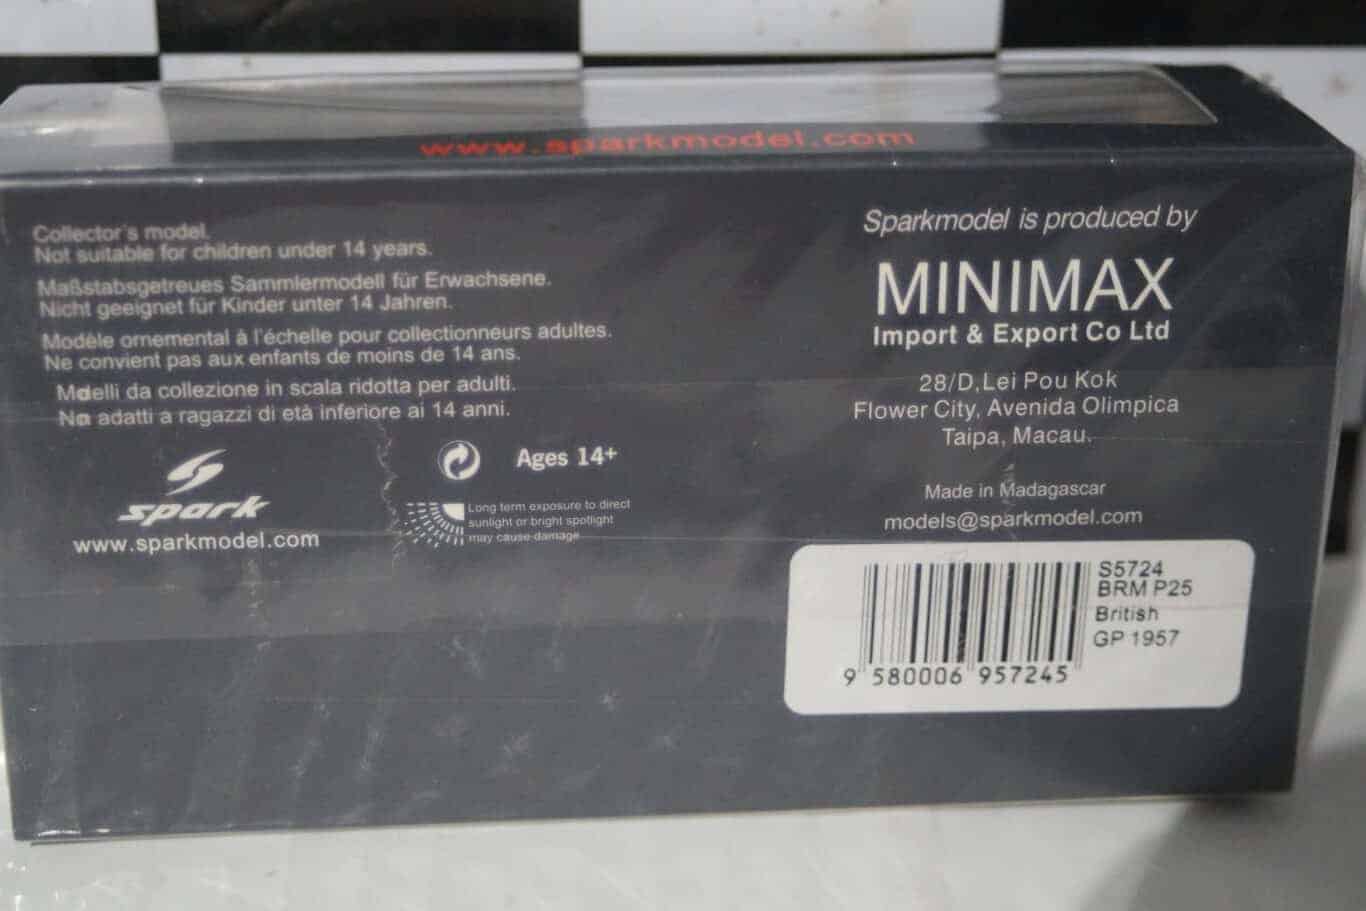 www.sparkmodel.com
Collector's model.
Not suitable for children under 14 years.
Maßstabsgetreues Sammlermodell für Erwachsene.
Nicht geeignet für Kinder unter 14 Jahren.
Modèle ornemental à l'échelle pour collectionneurs adultes.
Ne convient pas aux enfants de moins de 14 ans.
da collezione in scala ridotta per adulti.
adatti a ragazzi di età inferiore ai 14 anni.
spark
www.sparkmodel.com
Ages 14+
Long term exposure to direct
sunlight or bright spotlight
may cause damage
Sparkmodel is produced by
MINIMAX
Import & Export Co Ltd
28/D,Lei Pou Kok
Flower City, Avenida Olimpica
Taipa, Macau.
Made in Madagascar
models@sparkmodel.com
S5724
BRM P25
British
GP 1957
9 580006 957245